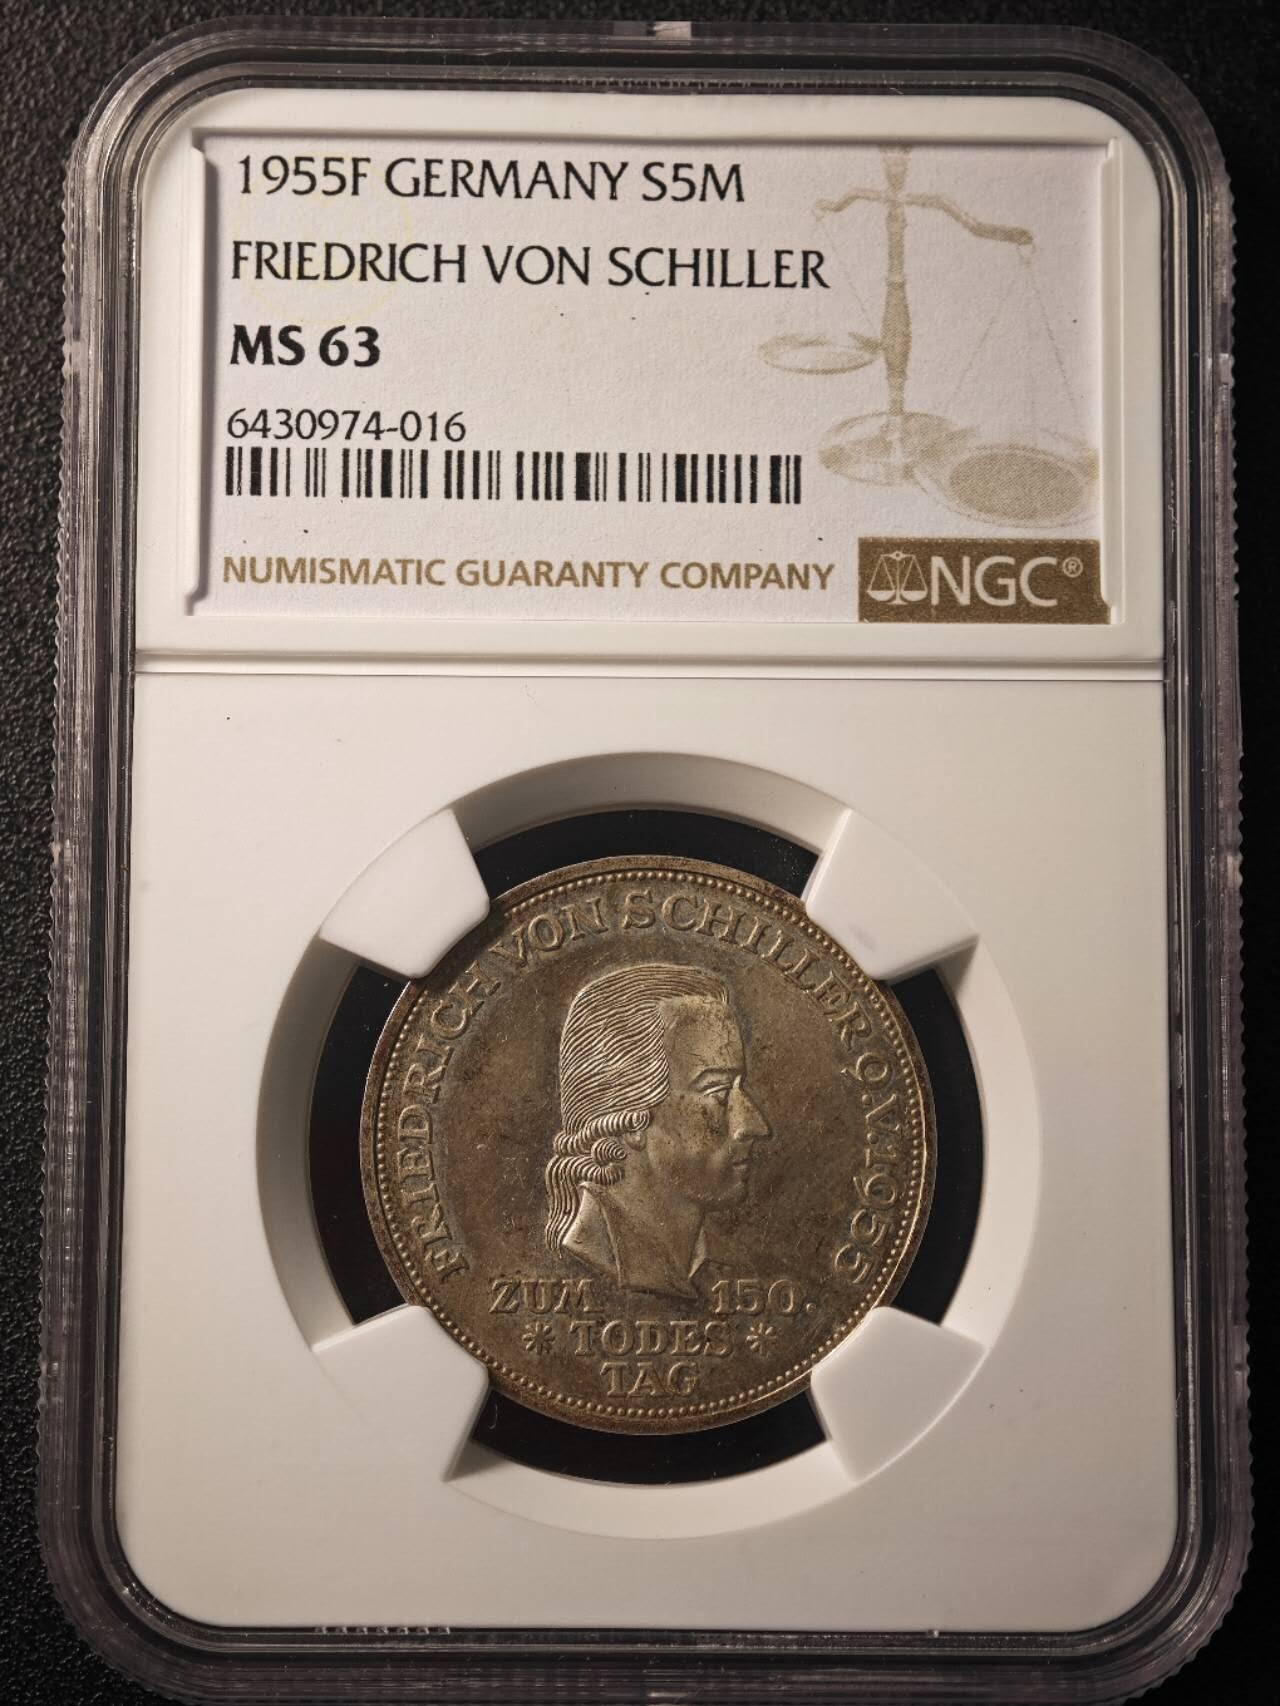 1955F GERMANY S5M
FRIEDRICH VON SCHILLER
MS 63
6430974-016
NUMISMATIC GUARANTY COMPANY
NGC®
FRIEDRICH VON SCHILLER 9.V.1955
ZUM 150.
* TODES *
TAG